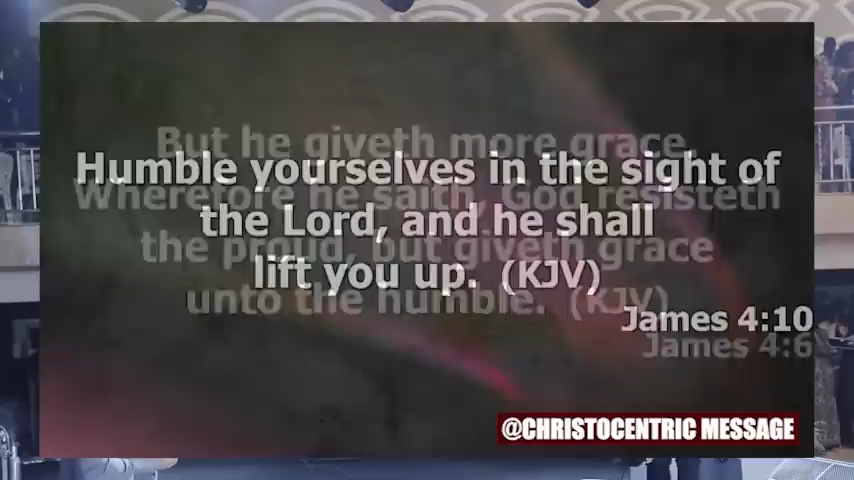 But he giveth more grace.
Humble yourselves in the sight of
Wherefore he saith, God resisteth
the Lord, and he shall
the proud, but giveth grace
lift you up. (KJV)
unto the humble. (KJV)
James 4:10
James 4:6
@CHRISTOCENTRIC MESSAGE